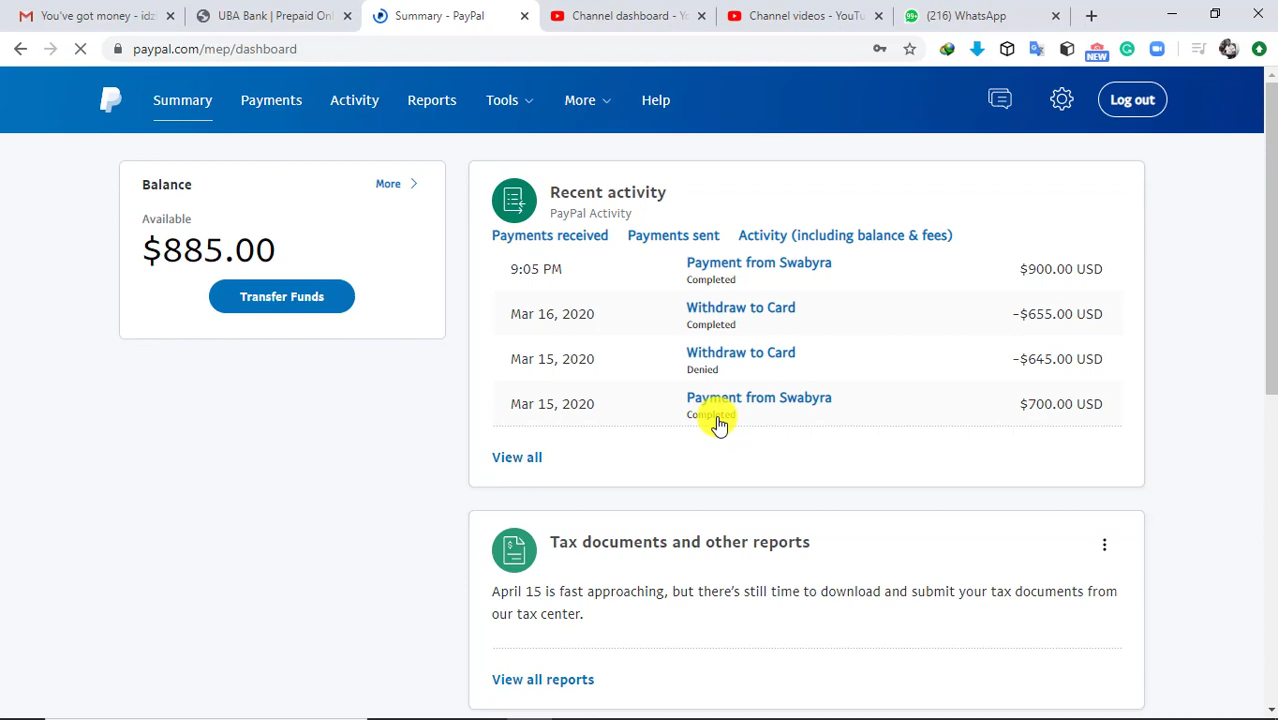 You've got money - idz
UBA Bank | Prepaid Onl
Summary - PayPal
Channel dashboard - Yo
Channel videos - YouTu
99+
(216) WhatsApp
paypal.com/mep/dashboard
NEW
Summary
Payments
Activity
Reports
Tools
More
Help
Log out
Balance
More
Available
$885.00
Transfer Funds
Recent activity
PayPal Activity
Payments received
Payments sent
Activity (including balance & fees)
9:05 PM
Payment from Swabyra
Completed
$900.00 USD
Mar 16, 2020
Withdraw to Card
Completed
-$655.00 USD
Mar 15, 2020
Withdraw to Card
Denied
-$645.00 USD
Mar 15, 2020
Payment from Swabyra
Completed
$700.00 USD
View all
Tax documents and other reports
April 15 is fast approaching, but there's still time to download and submit your tax documents from
our tax center.
View all reports